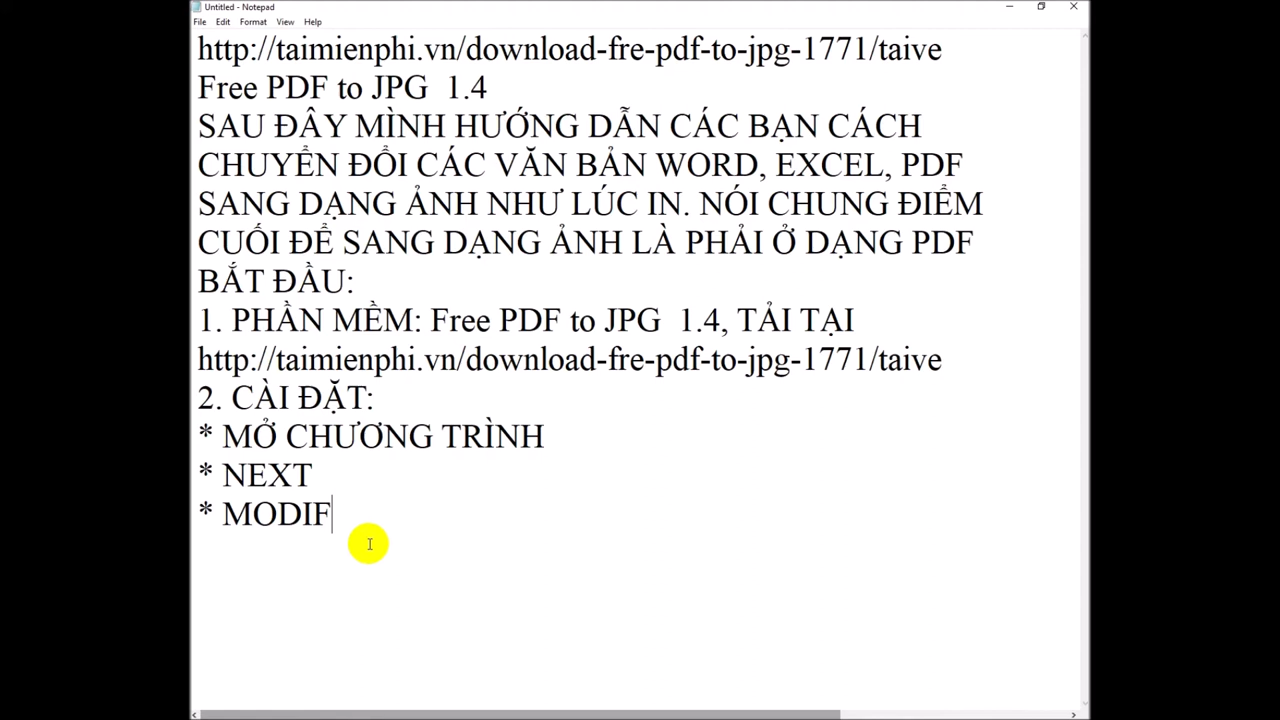 Untitled - Notepad
File Edit Format View Help
http://taimienphi.vn/download-fre-pdf-to-jpg-1771/taive
Free PDF to JPG  1.4
SAU ĐÂY MÌNH HƯỚNG DẪN CÁC BẠN CÁCH
CHUYỂN ĐỔI CÁC VĂN BẢN WORD, EXCEL, PDF
SANG DẠNG ẢNH NHƯ LÚC IN. NÓI CHUNG ĐIỂM
CUỐI ĐỂ SANG DẠNG ẢNH LÀ PHẢI Ở DẠNG PDF
BẮT ĐẦU:
1. PHẦN MỀM: Free PDF to JPG  1.4, TẢI TẠI
http://taimienphi.vn/download-fre-pdf-to-jpg-1771/taive
2. CÀI ĐẶT:
* MỞ CHƯƠNG TRÌNH
* NEXT
* MODIF